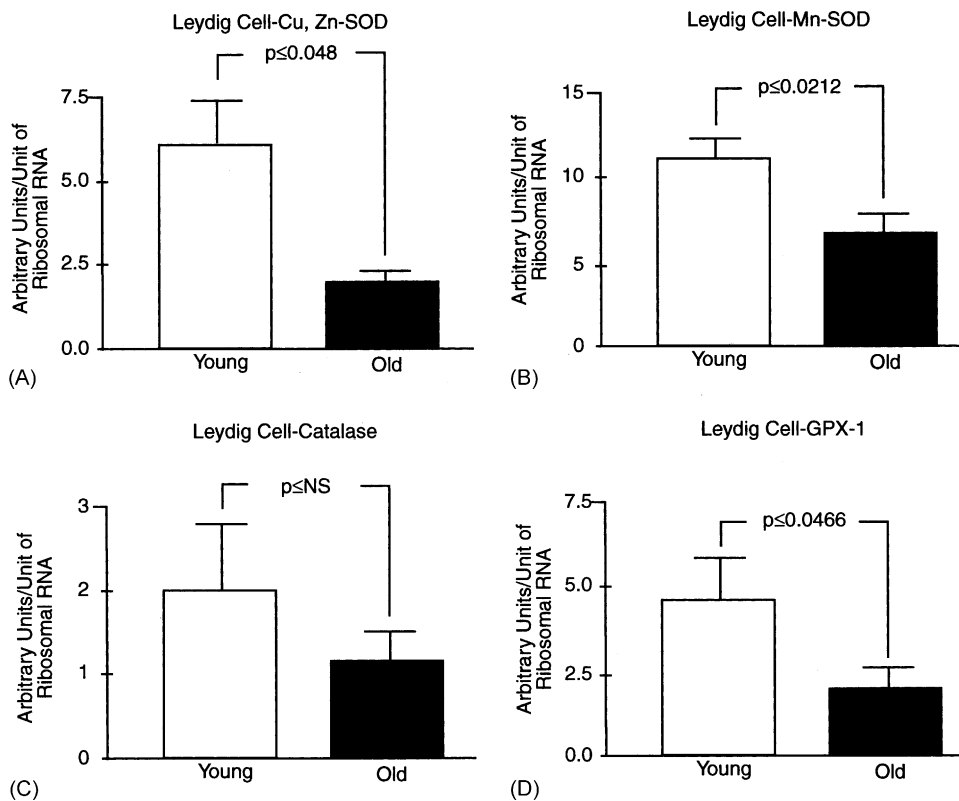 Leydig Cell-Cu, Zn-SOD
p≤0.048
7.5
5.0
2.5
0.0
Arbitrary Units/Unit of
Ribosomal RNA
Young
Old
(A)
Leydig Cell-Mn-SOD
p≤0.0212
15
10
5
0
Arbitrary Units/Unit of
Ribosomal RNA
Young
Old
(B)
Leydig Cell-Catalase
p≤NS
3
2
1
0
Arbitrary Units/Unit of
Ribosomal RNA
Young
Old
(C)
Leydig Cell-GPX-1
p≤0.0466
7.5
5.0
2.5
0.0
Arbitrary Units/Unit of
Ribosomal RNA
Young
Old
(D)